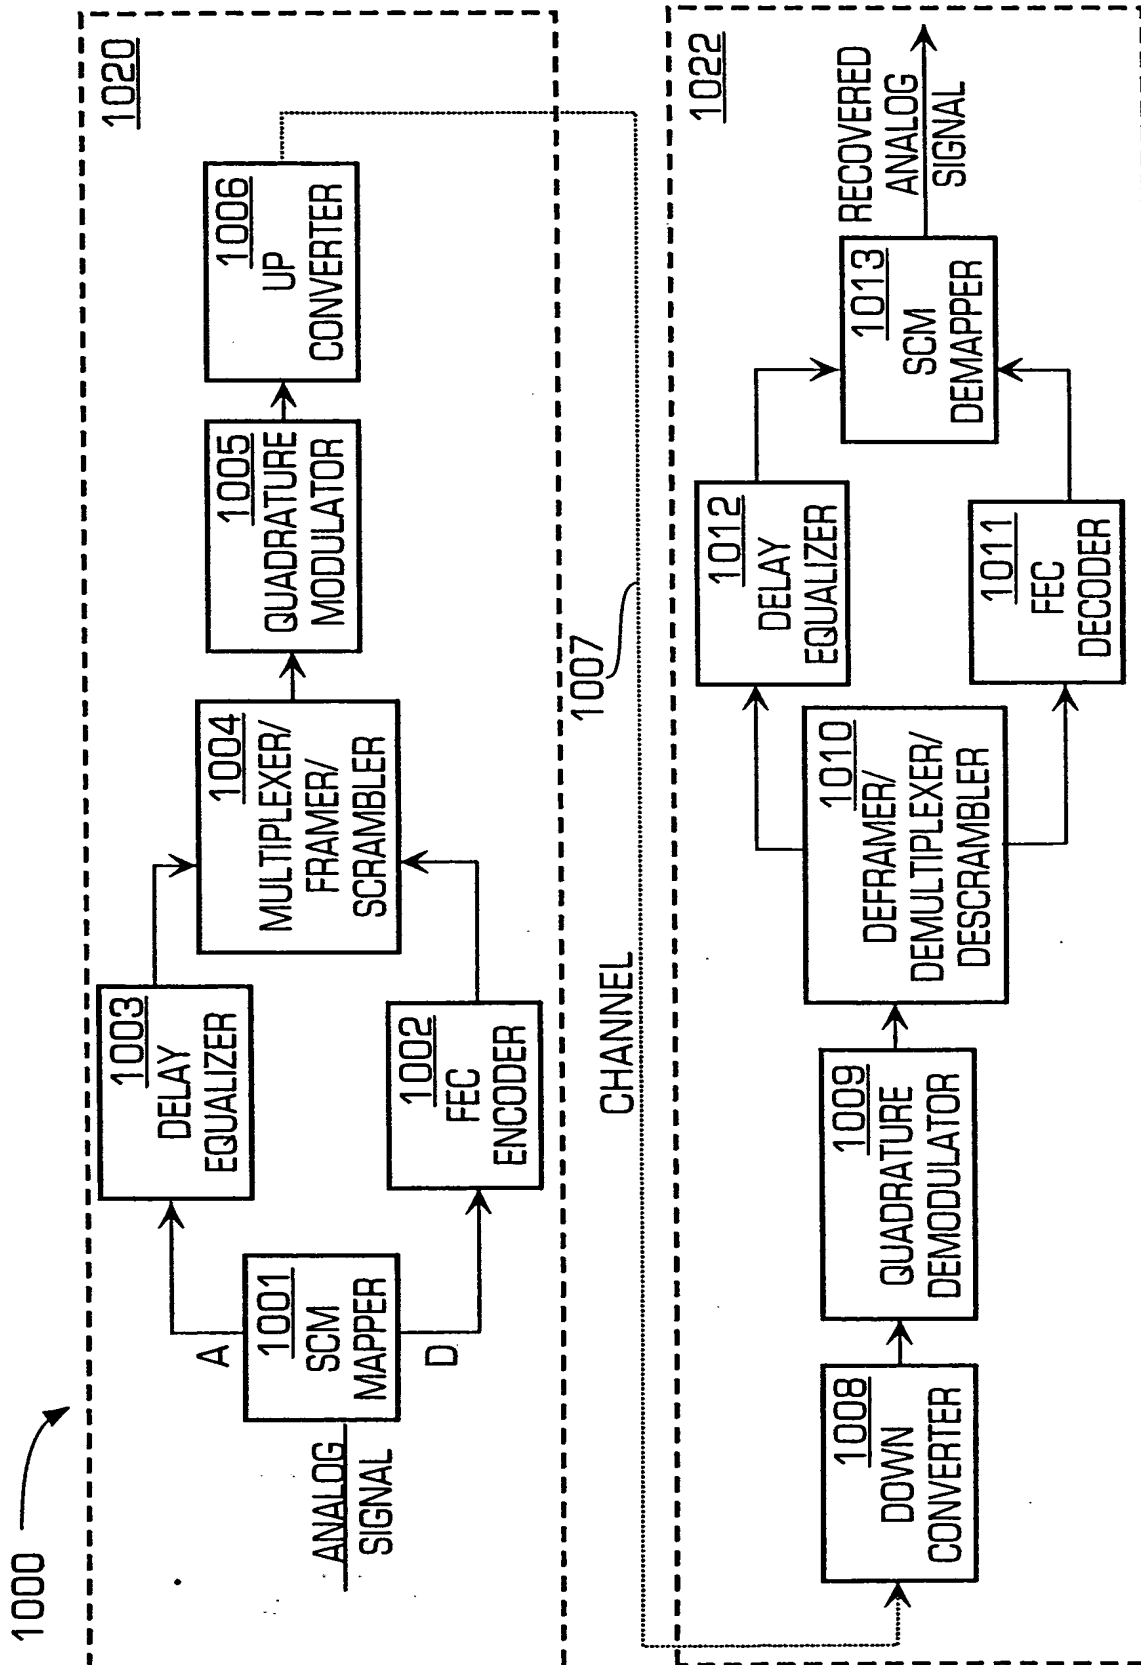 1000
1020
ANALOG
SIGNAL
1001
SCM
MAPPER
A
D
1003
DELAY
EQUALIZER
1002
FEC
ENCODER
1004
MULTIPLEXER/
FRAMER/
SCRAMBLER
1005
QUADRATURE
MODULATOR
1006
UP
CONVERTER
CHANNEL
1007
1022
1008
DOWN
CONVERTER
1009
QUADRATURE
DEMODULATOR
1010
DEFRAMER/
DEMULTIPLEXER/
DESCRAMBLER
1012
DELAY
EQUALIZER
1011
FEC
DECODER
1013
SCM
DEMAPPER
RECOVERED
ANALOG
SIGNAL